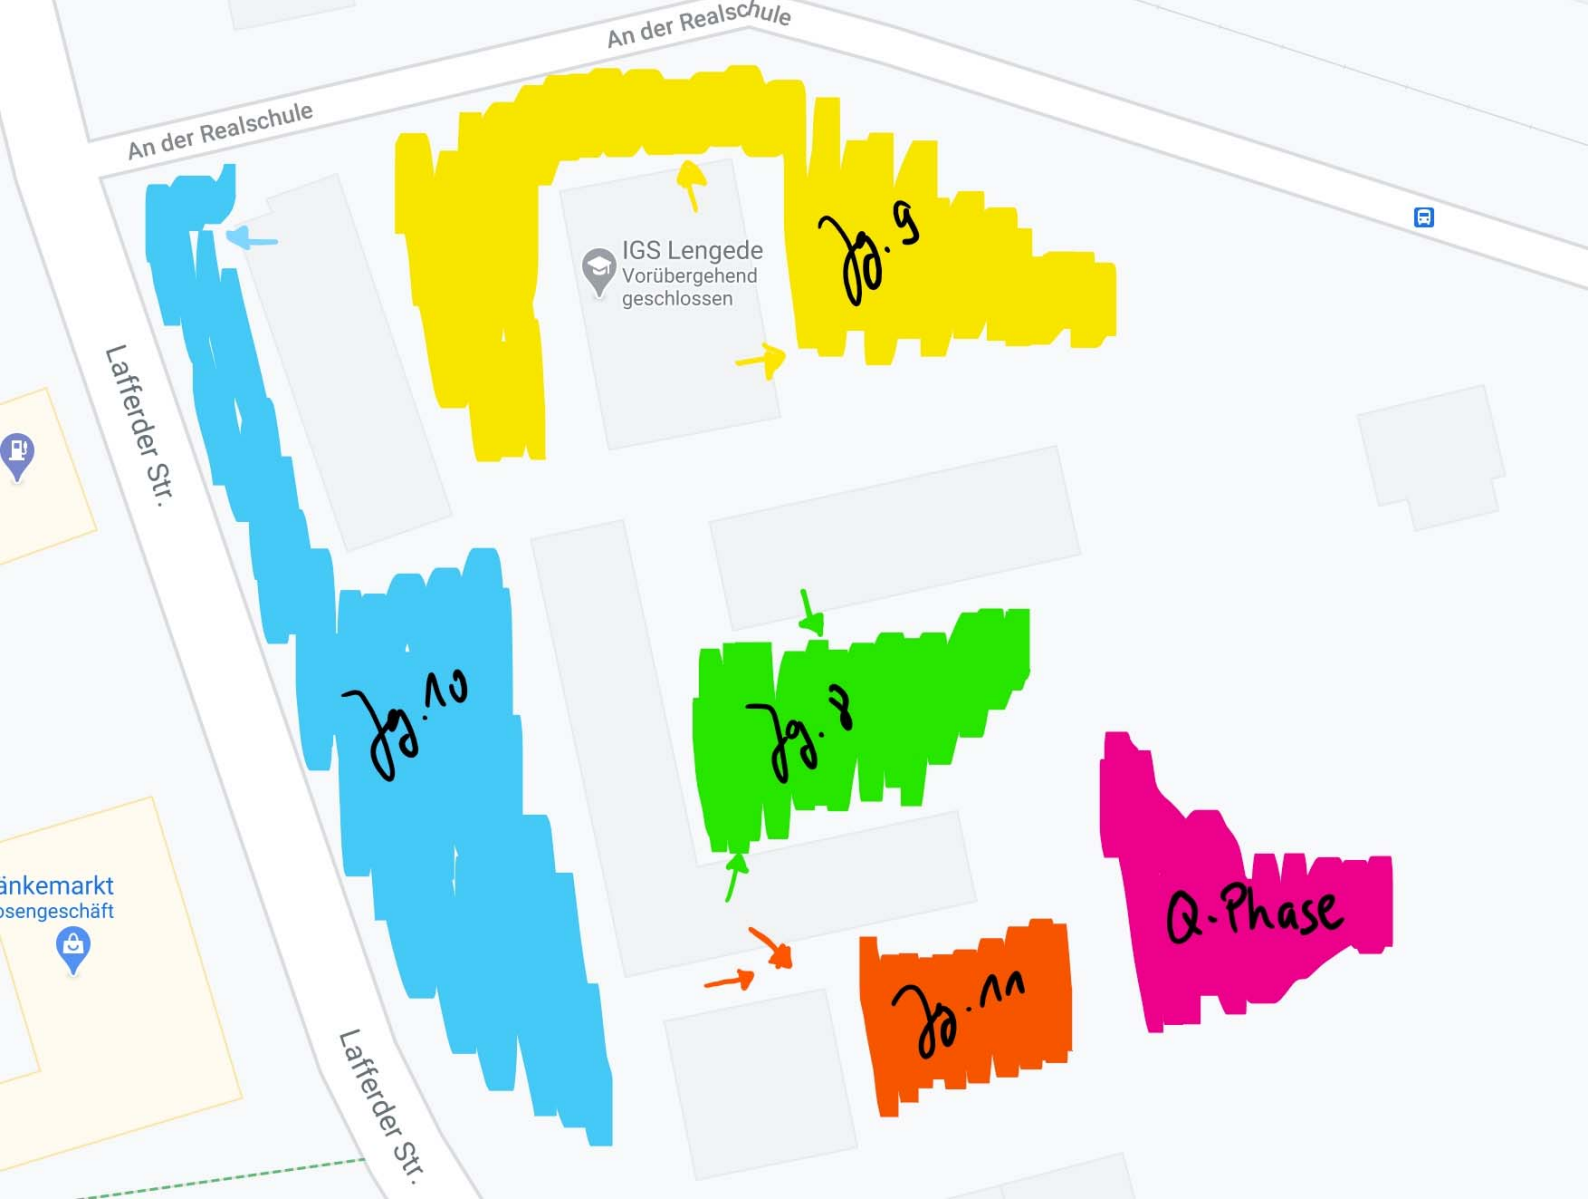 An der Realschule
An der Realschule
Jg. 9
IGS Lengede
Vorübergehend
geschlossen
Lafferder Str.
Jg. 10
Jg. 8
änkemarkt
osengeschäft
Q-Phase
Jg. 11
Lafferder Str.